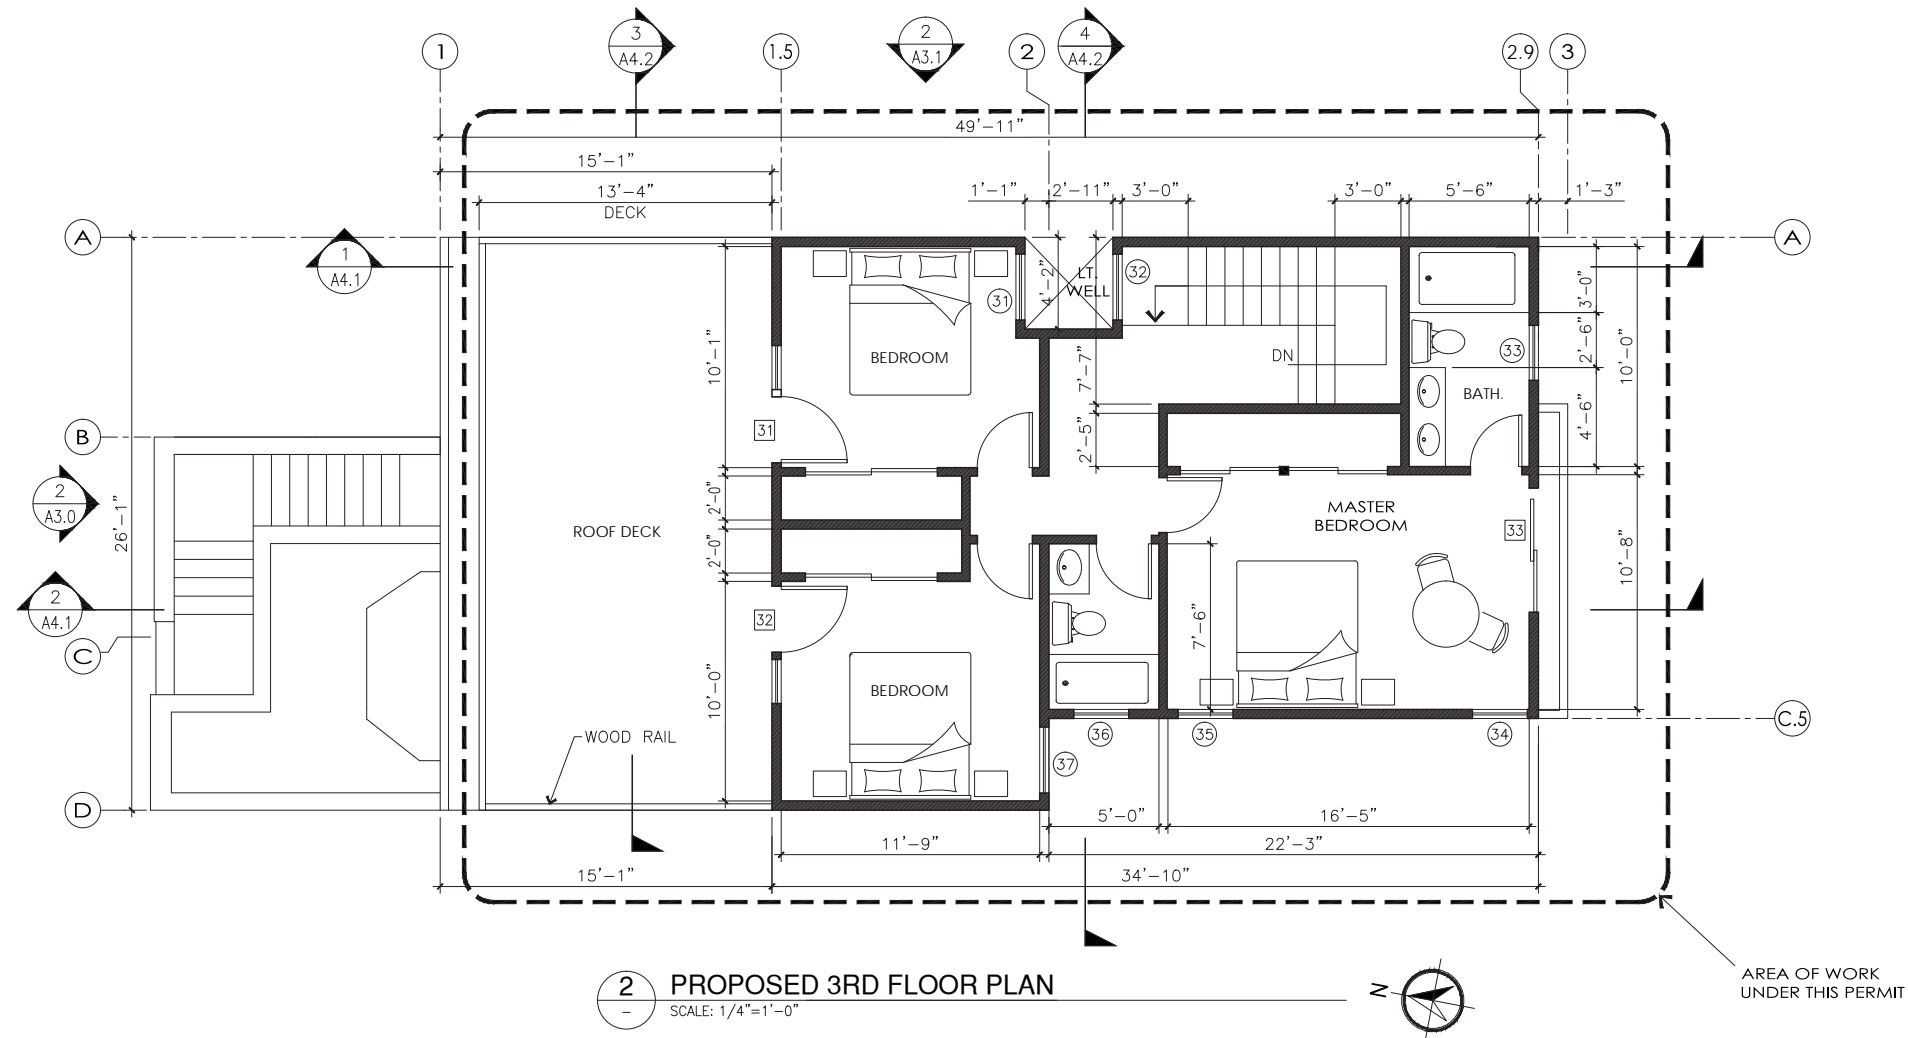 1
3
A4.2
1.5
2
A3.1
2
4
A4.2
2.9
3
49'-11"
15'-1"
13'-4"
DECK
1'-1"
2'-11"
3'-0"
3'-0"
5'-6"
1'-3"
A
A
1
A4.1
4'-2"
LT.
WELL
31
32
3'-0"
BEDROOM
10'-1"
7'-7"
DN
33
2'-6"
10'-0"
BATH.
4'-6"
B
31
2'-5"
2
A3.0
26'-1"
2'-0"
ROOF DECK
MASTER
BEDROOM
33
2'-0"
10'-8"
2
A4.1
C
32
7'-6"
BEDROOM
10'-0"
WOOD RAIL
36
35
34
C.5
37
D
5'-0"
16'-5"
11'-9"
22'-3"
15'-1"
34'-10"
2
-
PROPOSED 3RD FLOOR PLAN
SCALE: 1/4"=1'-0"
N
AREA OF WORK
UNDER THIS PERMIT